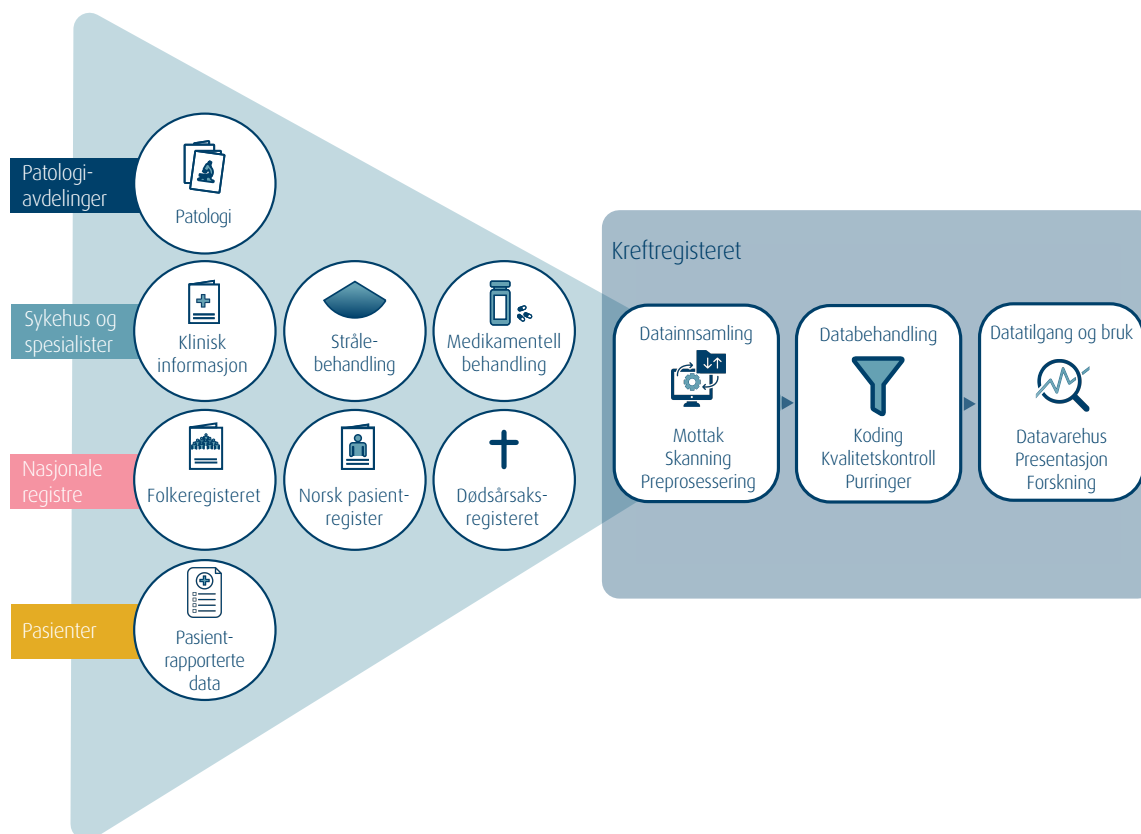 Patologi-
avdelinger
Patologi
Sykehus og
spesialister
Klinisk
informasjon
Stråle-
behandling
Medikamentell
behandling
Nasjonale
registre
Folkeregisteret
Norsk pasient-
register
Dødsårsaks-
registeret
Pasienter
Pasient-
rapporterte
data
Kreftregisteret
Datainnsamling
Mottak
Skanning
Preprosessering
Databehandling
Koding
Kvalitetskontroll
Purringer
Datatilgang og bruk
Datavarehus
Presentasjon
Forskning